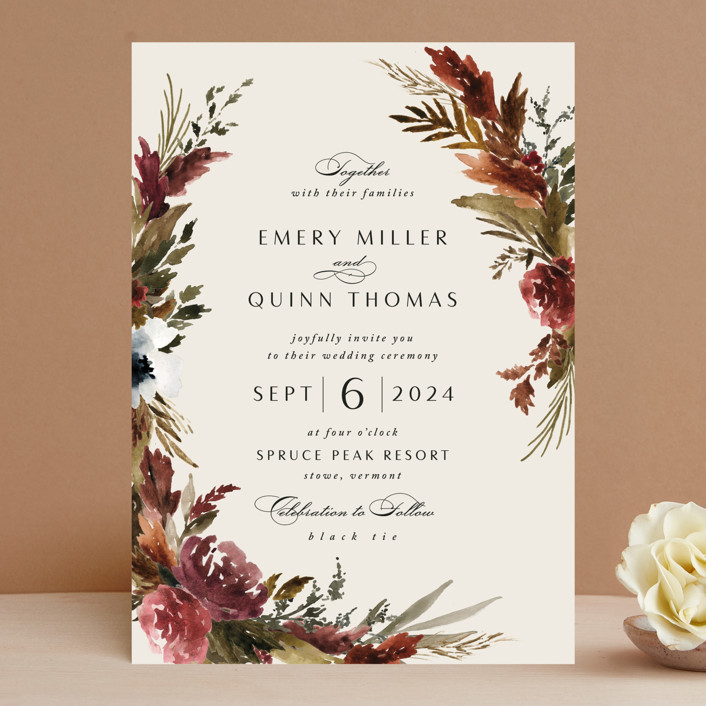 Together
with their families
EMERY MILLER
and
QUINN THOMAS
joyfully invite you
to their wedding ceremony
SEPT 6 2024
at four o'clock
SPRUCE PEAK RESORT
stowe, vermont
Celebration to Follow
black tie